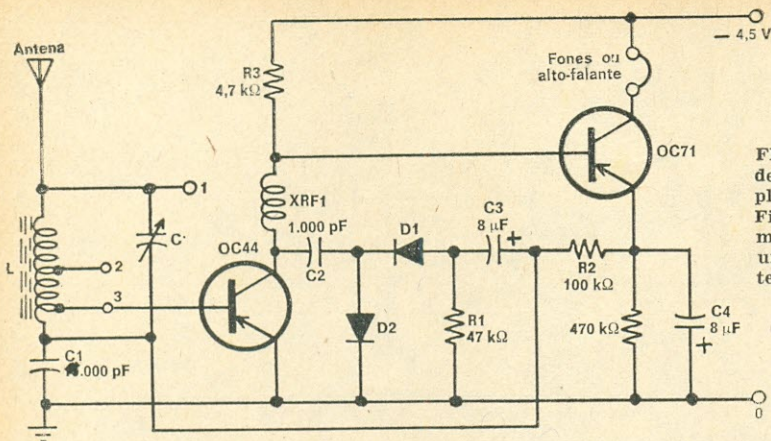 Antena
R3
4,7 kΩ
Fones ou
alto-falante
− 4,5 V
OC71
1
XRF1
1.000 pF
C2
OC44
D1
C3
8 µF
+
C
L
2
3
R2
100 kΩ
D2
R1
47 kΩ
470 kΩ
C4
8 µF
+
C1
.000 pF
0